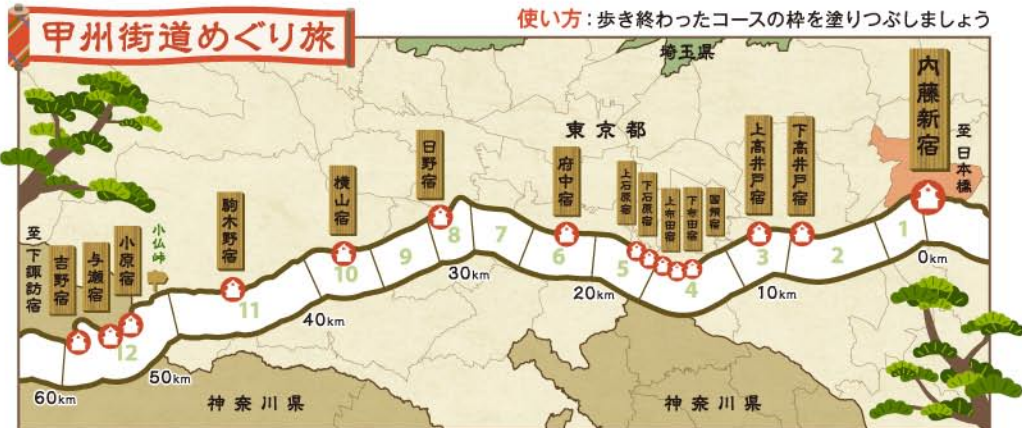 甲州街道めぐり旅
使い方：歩き終わったコースの枠を塗りつぶしましょう
埼玉県
東京都
内藤新宿
至 日本橋
下高井戸宿
上高井戸宿
国領宿
下布田宿
上布田宿
下石原宿
上石原宿
府中宿
日野宿
横山宿
駒木野宿
小仏峠
小原宿
与瀬宿
吉野宿
至 下諏訪宿
1
2
3
4
5
6
7
8
9
10
11
12
0km
10km
20km
30km
40km
50km
60km
神奈川県
神奈川県